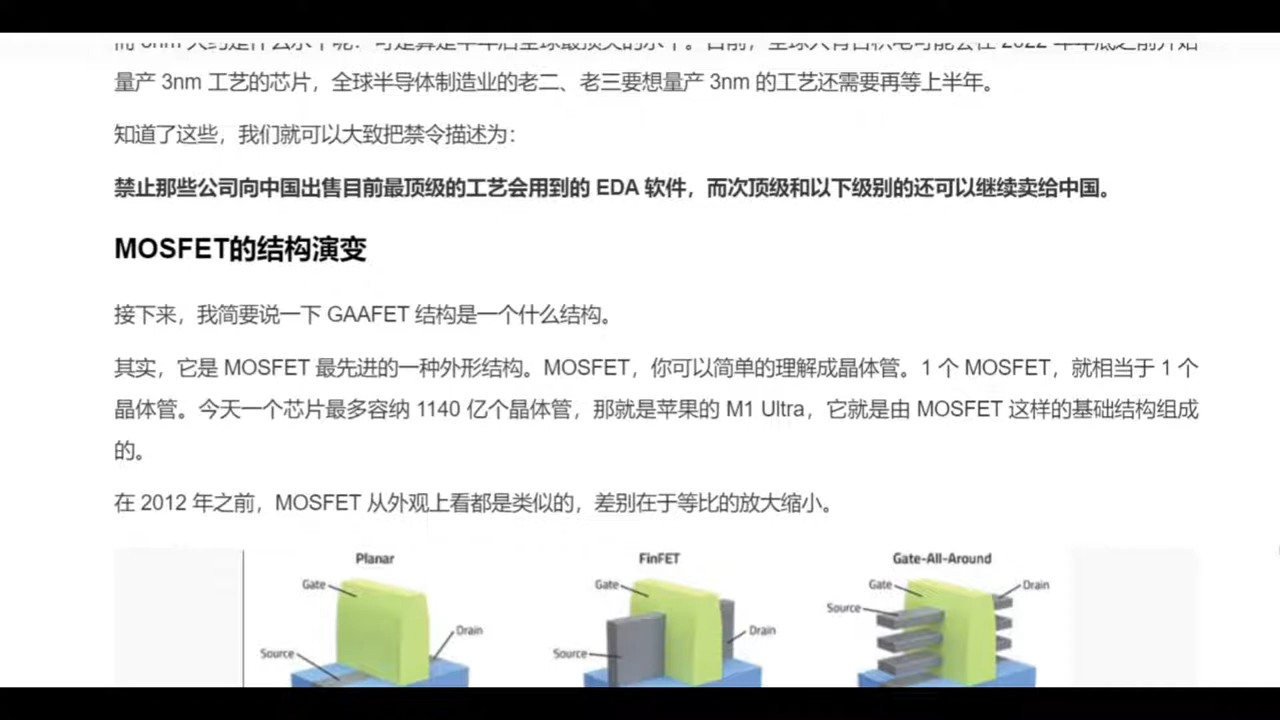 量产 3nm 工艺的芯片，全球半导体制造业的老二、老三要想量产 3nm 的工艺还需要再等上半年。
知道了这些，我们就可以大致把禁令描述为：
禁止那些公司向中国出售目前最顶级的工艺会用到的 EDA 软件，而次顶级和以下级别的还可以继续卖给中国。
MOSFET的结构演变
接下来，我简要说一下 GAAFET 结构是一个什么结构。
其实，它是 MOSFET 最先进的一种外形结构。MOSFET，你可以简单的理解成晶体管。1 个 MOSFET，就相当于 1 个
晶体管。今天一个芯片最多容纳 1140 亿个晶体管，那就是苹果的 M1 Ultra，它就是由 MOSFET 这样的基础结构组成
的。
在 2012 年之前，MOSFET 从外观上看都是类似的，差别在于等比的放大缩小。
Planar
Gate
Drain
Source
FinFET
Gate
Drain
Source
Gate-All-Around
Gate
Drain
Source